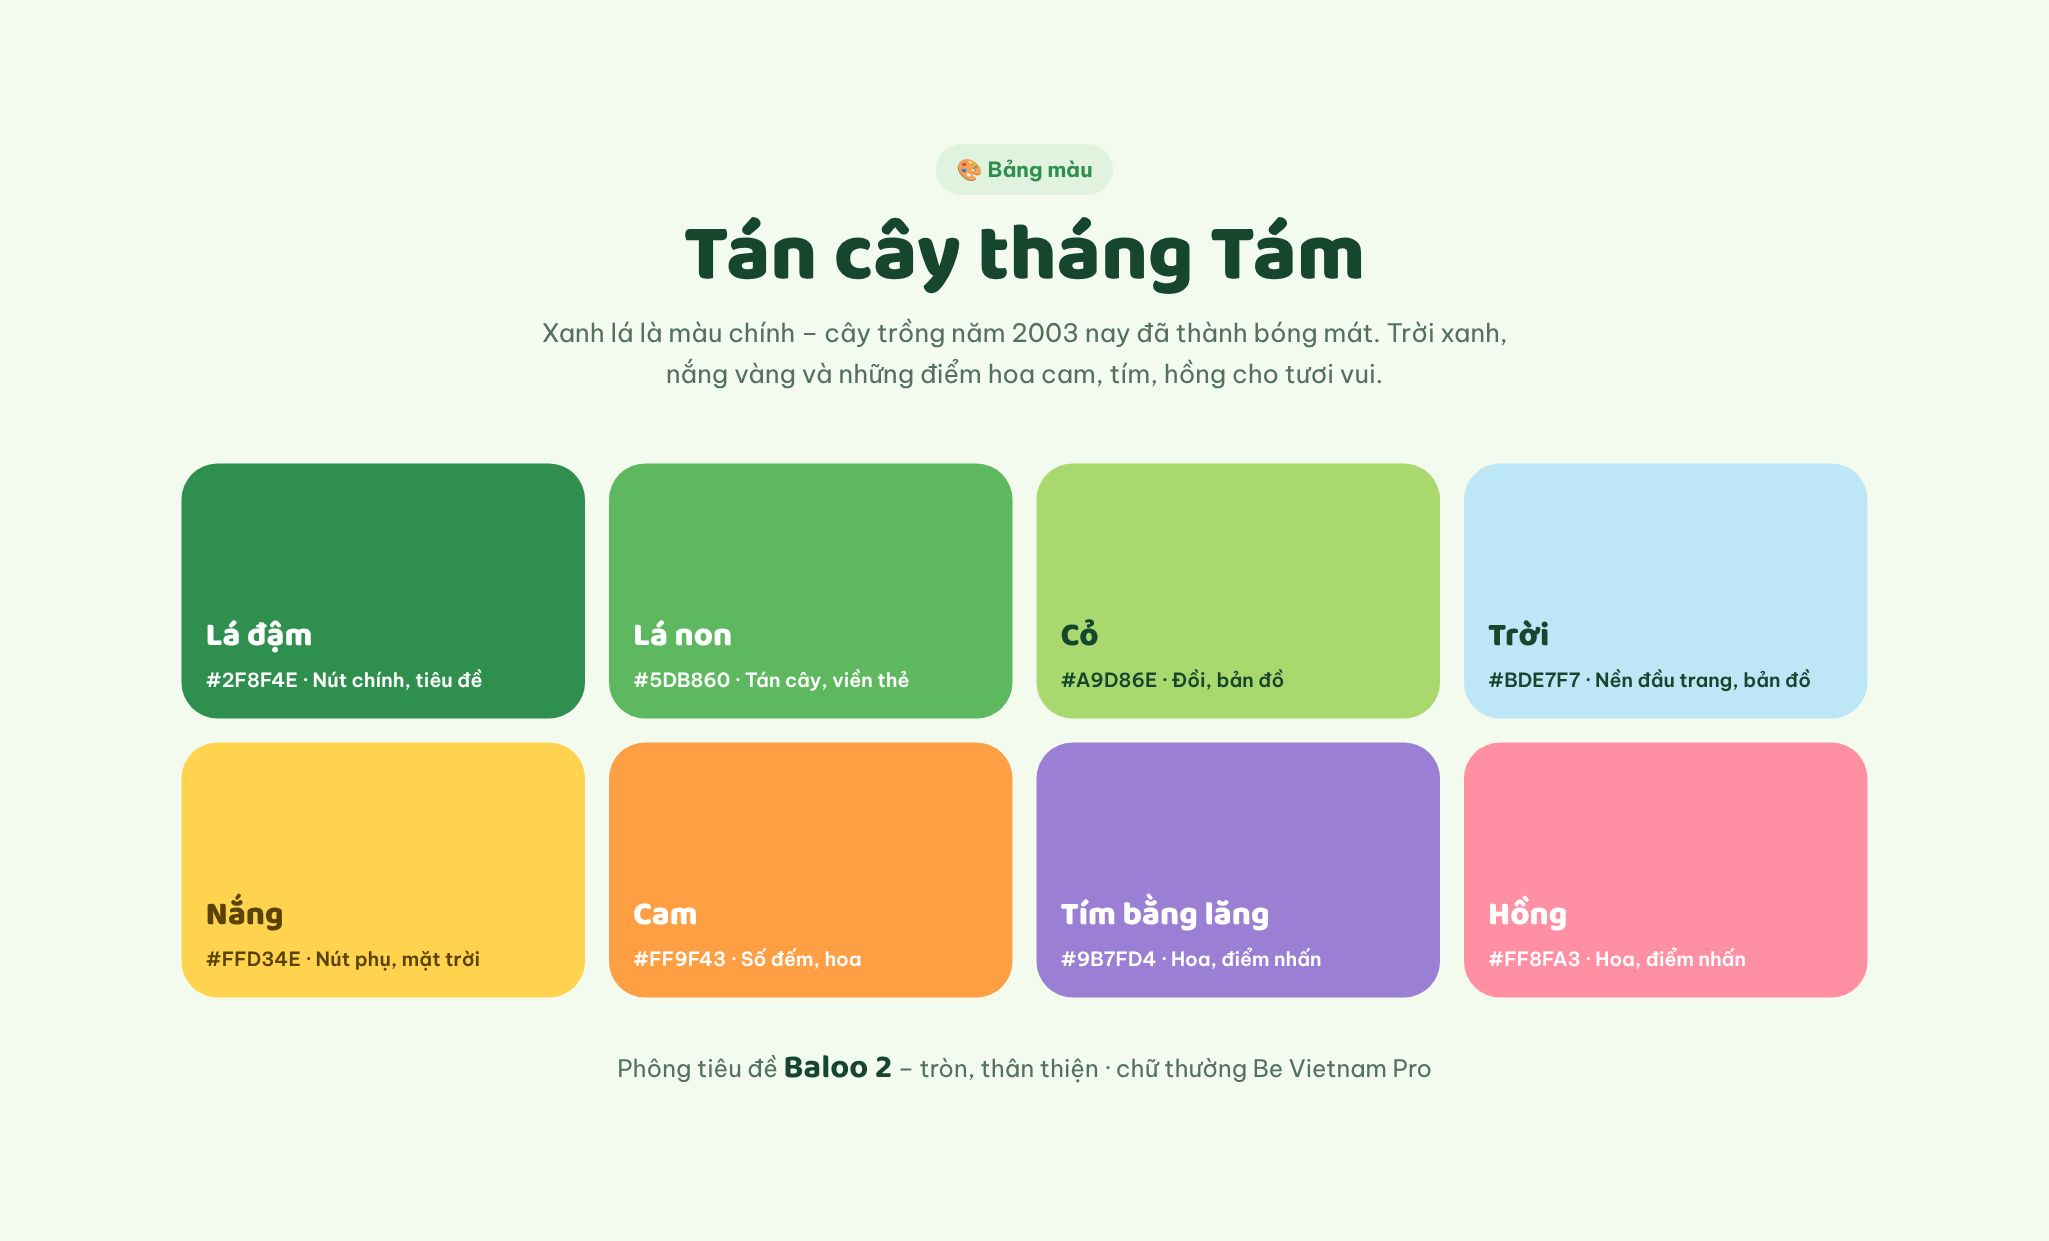 🎨 Bảng màu
Tán cây tháng Tám
Xanh lá là màu chính – cây trồng năm 2003 nay đã thành bóng mát. Trời xanh,
nắng vàng và những điểm hoa cam, tím, hồng cho tươi vui.
Lá đậm
#2F8F4E · Nút chính, tiêu đề
Lá non
#5DB860 · Tán cây, viền thẻ
Cỏ
#A9D86E · Đồi, bản đồ
Trời
#BDE7F7 · Nền đầu trang, bản đồ
Nắng
#FFD34E · Nút phụ, mặt trời
Cam
#FF9F43 · Số đếm, hoa
Tím bằng lăng
#9B7FD4 · Hoa, điểm nhấn
Hồng
#FF8FA3 · Hoa, điểm nhấn
Phông tiêu đề Baloo 2 – tròn, thân thiện · chữ thường Be Vietnam Pro